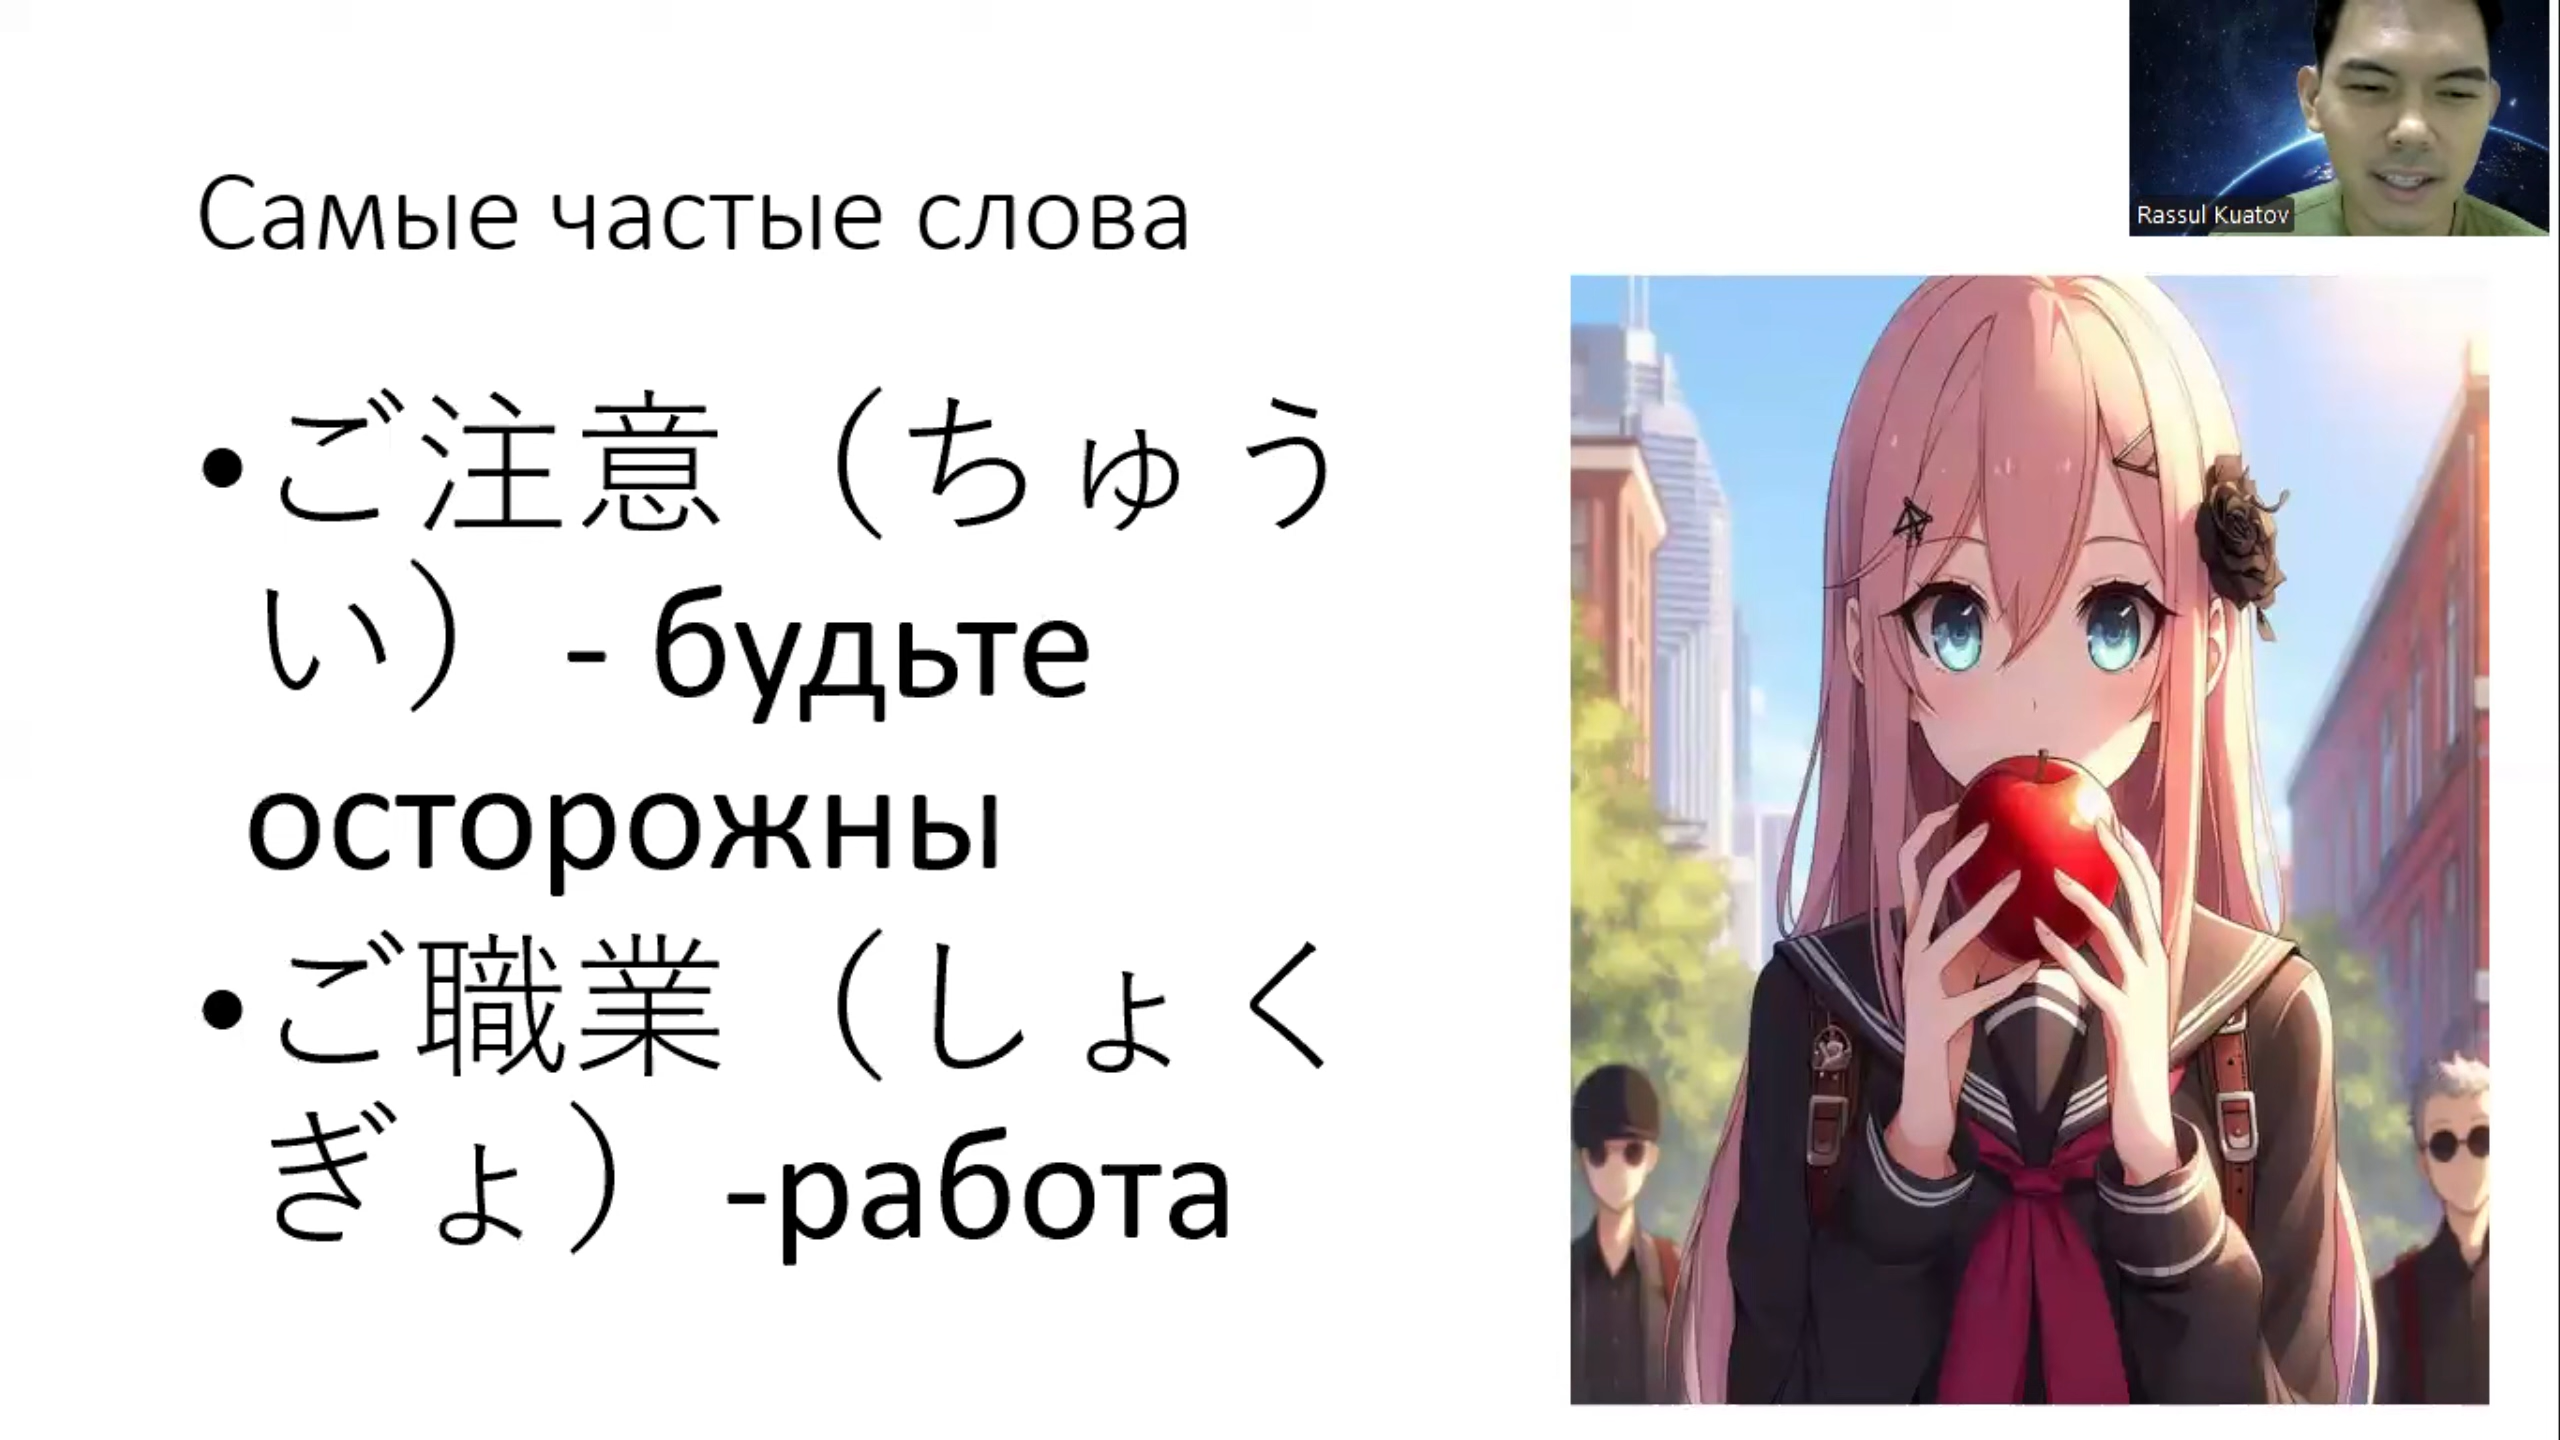 Самые частые слова
Rassul Kuatov
•ご注意（ちゅう
い） - будьте
осторожны
•ご職業（しょく
ぎょ） -работа